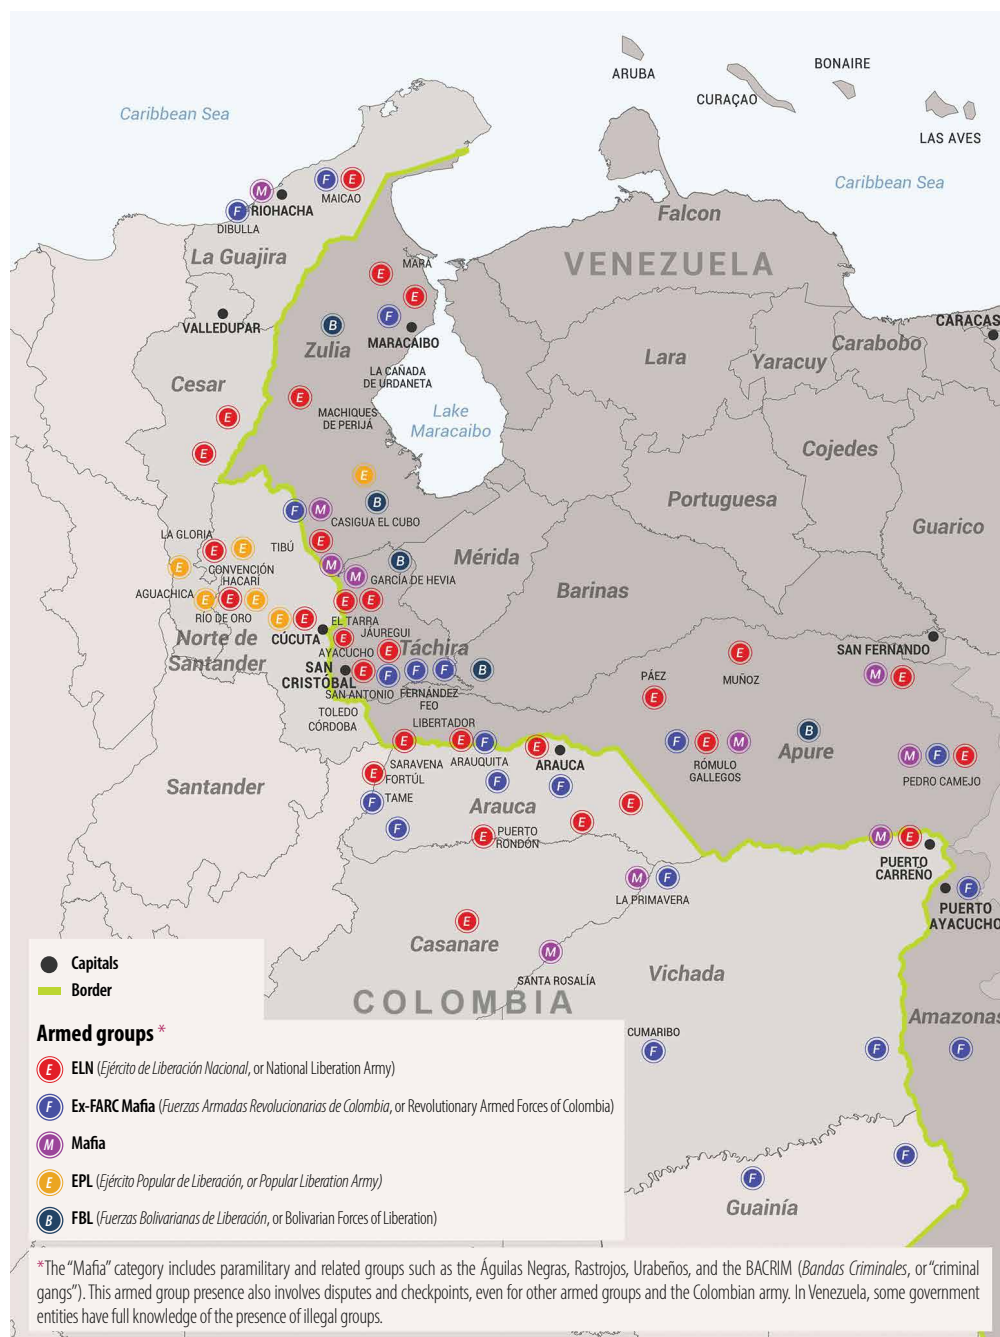 ARUBA
BONAIRE
CURAÇAO
LAS AVES
Caribbean Sea
Caribbean Sea
M
F
E
MAICAO
RIOHACHA
F
DIBULLA
Falcon
La Guajira
VENEZUELA
MARA
E
E
F
B
VALLEDUPAR
MARACAIBO
Zulia
CARACAS
Carabobo
Yaracuy
Lara
LA CAÑADA
DE URDANETA
Cesar
E
MACHIQUES
DE PERIJÁ
Lake
Maracaibo
E
E
Cojedes
E
B
Portuguesa
F
M
CASIGUA EL CUBO
Guarico
LA GLORIA
E
E
TIBÚ
E
Mérida
E
CONVENCIÓN
HACARÍ
M
M
B
GARCÍA DE HEVIA
Barinas
AGUACHICA
E
E
E
RÍO DE ORO
E
E
E
E
EL TARRA
CÚCUTA
E
JÁUREGUI
Norte de
Santander
AYACUCHO
E
Táchira
SAN
CRISTÓBAL
E
F
F
F
B
SAN ANTONIO
FERNÁNDEZ
FEO
SAN FERNANDO
E
MUÑOZ
M
E
PÁEZ
E
TOLEDO
CÓRDOBA
LIBERTADOR
E
E
F
E
SARAVENA
ARAUQUITA
ARAUCA
F
E
M
RÓMULO
GALLEGOS
B
Apure
M
F
E
PEDRO CAMEJO
E
FORTÚL
F
F
F
TAME
Arauca
E
Santander
F
E
PUERTO
RONDÓN
E
M
E
PUERTO
CARREÑO
M
F
LA PRIMAVERA
F
PUERTO
AYACUCHO
E
Casanare
M
SANTA ROSALÍA
Vichada
COLOMBIA
Amazonas
CUMARIBO
F
F
F
F
F
Guainía
Capitals
Border
Armed groups *
E ELN (Ejército de Liberación Nacional, or National Liberation Army)
F Ex-FARC Mafia (Fuerzas Armadas Revolucionarias de Colombia, or Revolutionary Armed Forces of Colombia)
M Mafia
E EPL (Ejército Popular de Liberación, or Popular Liberation Army)
B FBL (Fuerzas Bolivarianas de Liberación, or Bolivarian Forces of Liberation)
*The “Mafia” category includes paramilitary and related groups such as the Águilas Negras, Rastrojos, Urabeños, and the BACRIM (Bandas Criminales, or “criminal
gangs”). This armed group presence also involves disputes and checkpoints, even for other armed groups and the Colombian army. In Venezuela, some government
entities have full knowledge of the presence of illegal groups.